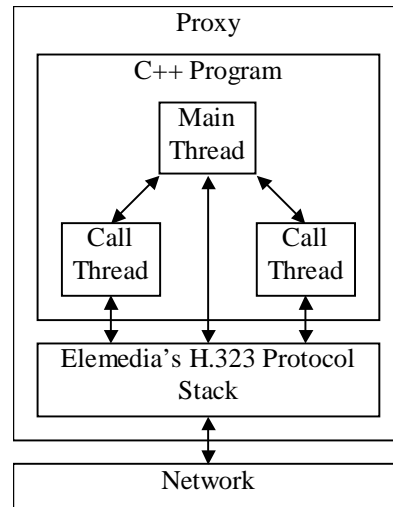 Proxy
C++ Program
Main
Thread
Call
Thread
Call
Thread
Elemedia's H.323 Protocol
Stack
Network